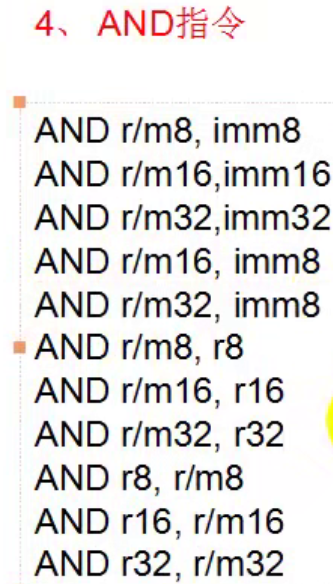 4、 AND指令
AND r/m8, imm8
AND r/m16,imm16
AND r/m32,imm32
AND r/m16, imm8
AND r/m32, imm8
AND r/m8, r8
AND r/m16, r16
AND r/m32, r32
AND r8, r/m8
AND r16, r/m16
AND r32, r/m32